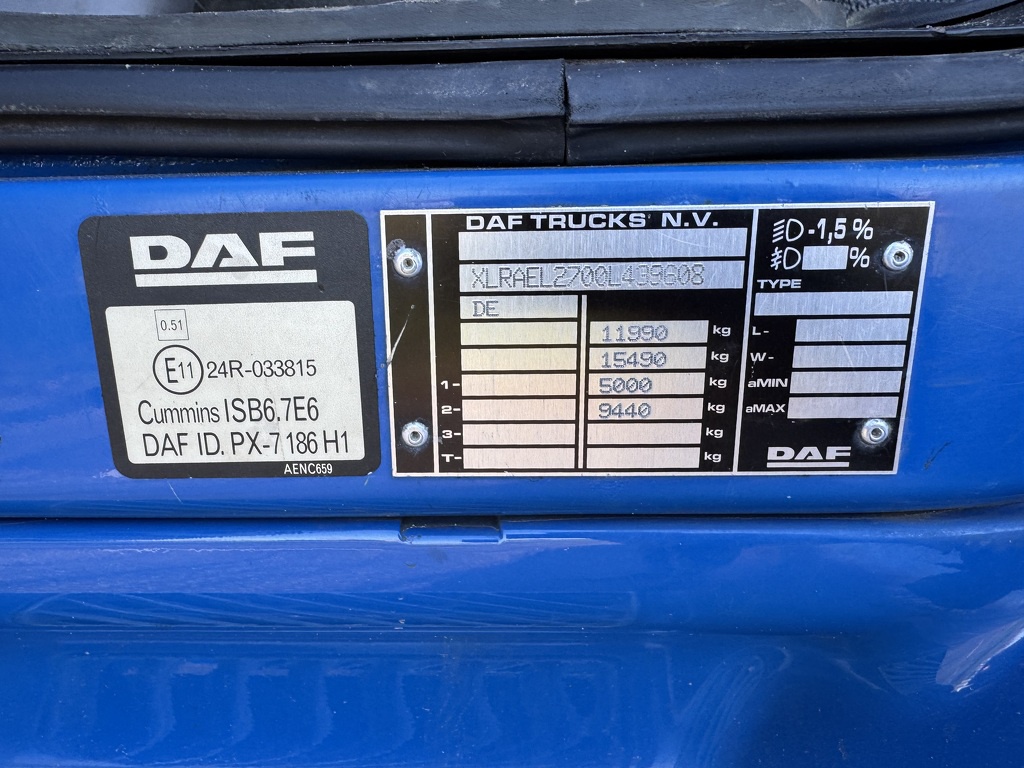 DAF
0.51
E11 24R-033815
Cummins ISB6.7E6
DAF ID. PX-7 186 H1
AENC659
DAF TRUCKS N.V.
XLRAEL2700L439608
DE
11990 kg
15490 kg
1- 5000 kg
2- 9440 kg
3- kg
T- kg
-1,5 %
%
TYPE
L-
W-
aMIN
aMAX
DAF